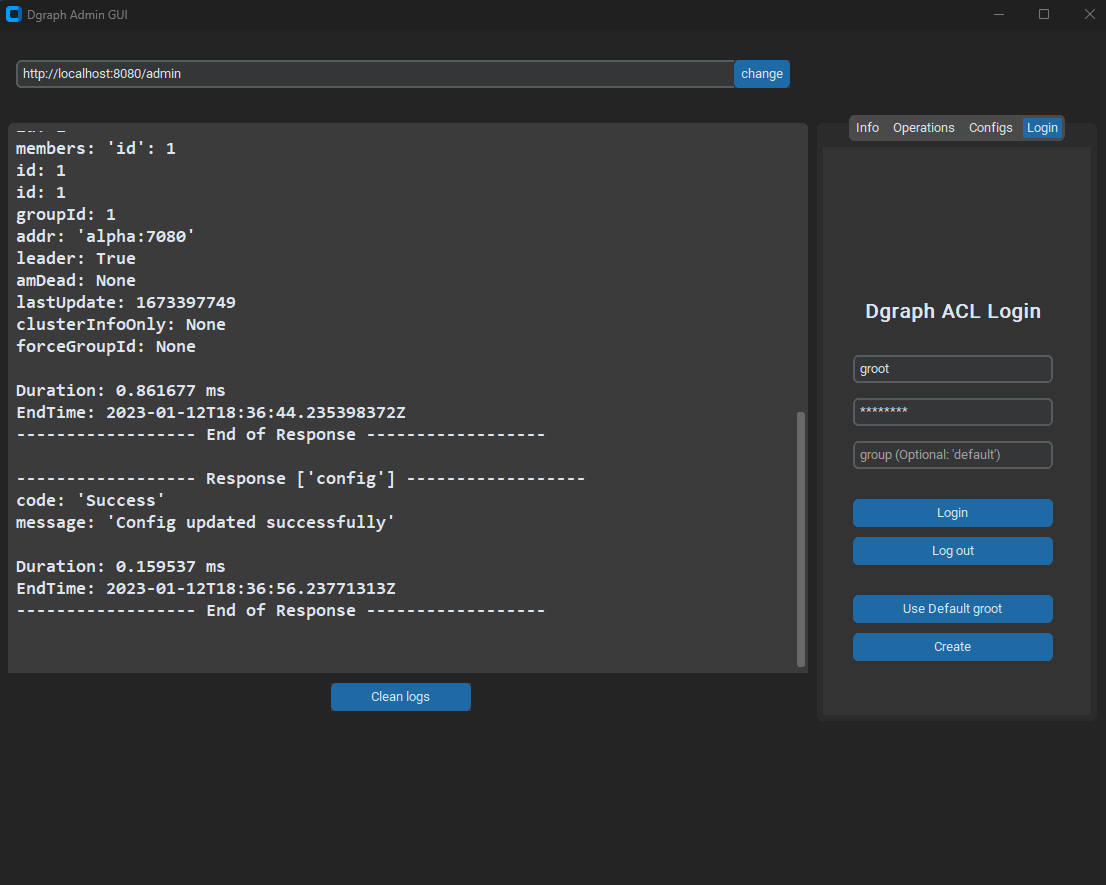 Dgraph Admin GUI
http://localhost:8080/admin
change
members: 'id': 1
id: 1
id: 1
groupId: 1
addr: 'alpha:7080'
leader: True
amDead: None
lastUpdate: 1673397749
clusterInfoOnly: None
forceGroupId: None
Duration: 0.861677 ms
EndTime: 2023-01-12T18:36:44.235398372Z
------------------ End of Response ------------------
------------------ Response ['config'] ------------------
code: 'Success'
message: 'Config updated successfully'
Duration: 0.159537 ms
EndTime: 2023-01-12T18:36:56.23771313Z
------------------ End of Response ------------------
Clean logs
Info Operations Configs Login
Dgraph ACL Login
groot
********
group (Optional: 'default')
Login
Log out
Use Default groot
Create